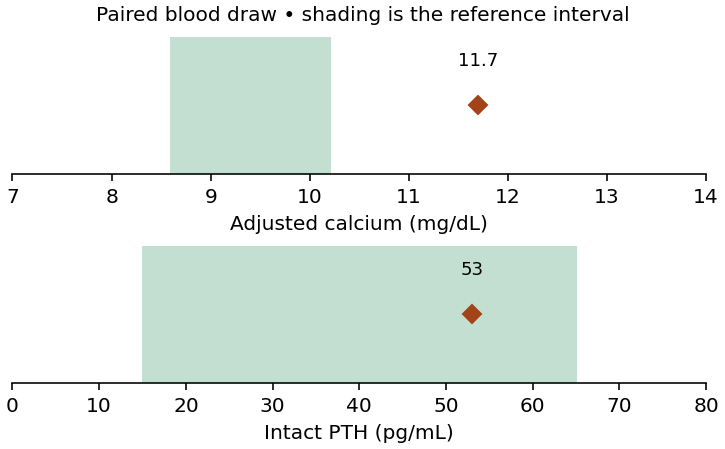 Paired blood draw • shading is the reference interval
11.7
7 8 9 10 11 12 13 14
Adjusted calcium (mg/dL)
53
0 10 20 30 40 50 60 70 80
Intact PTH (pg/mL)